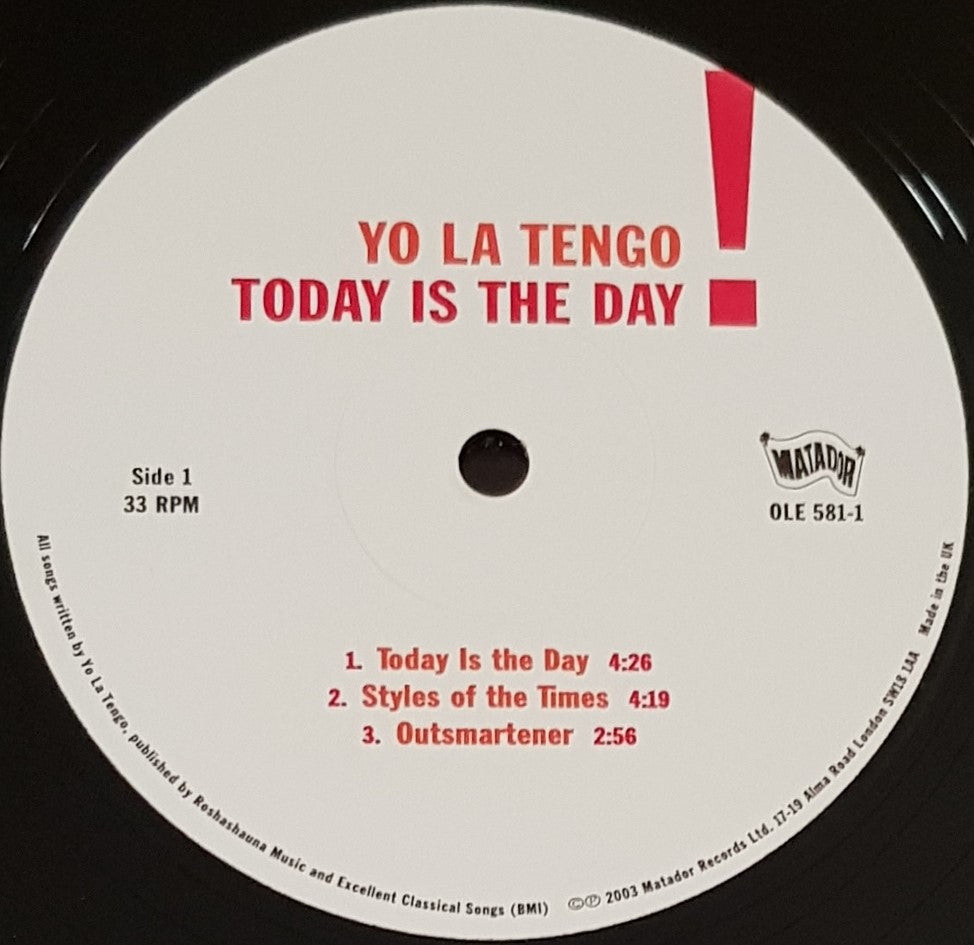 YO LA TENGO
TODAY IS THE DAY!
Side 1
33 RPM
MATADOR
OLE 581-1
1. Today Is the Day 4:26
2. Styles of the Times 4:19
3. Outsmartener 2:56
All songs written by Yo La Tengo, published by Roshashauna Music and Excellent Classical Songs (BMI)
©℗ 2003 Matador Records Ltd. 17-19 Alma Road London SW18 1AA Made in the UK